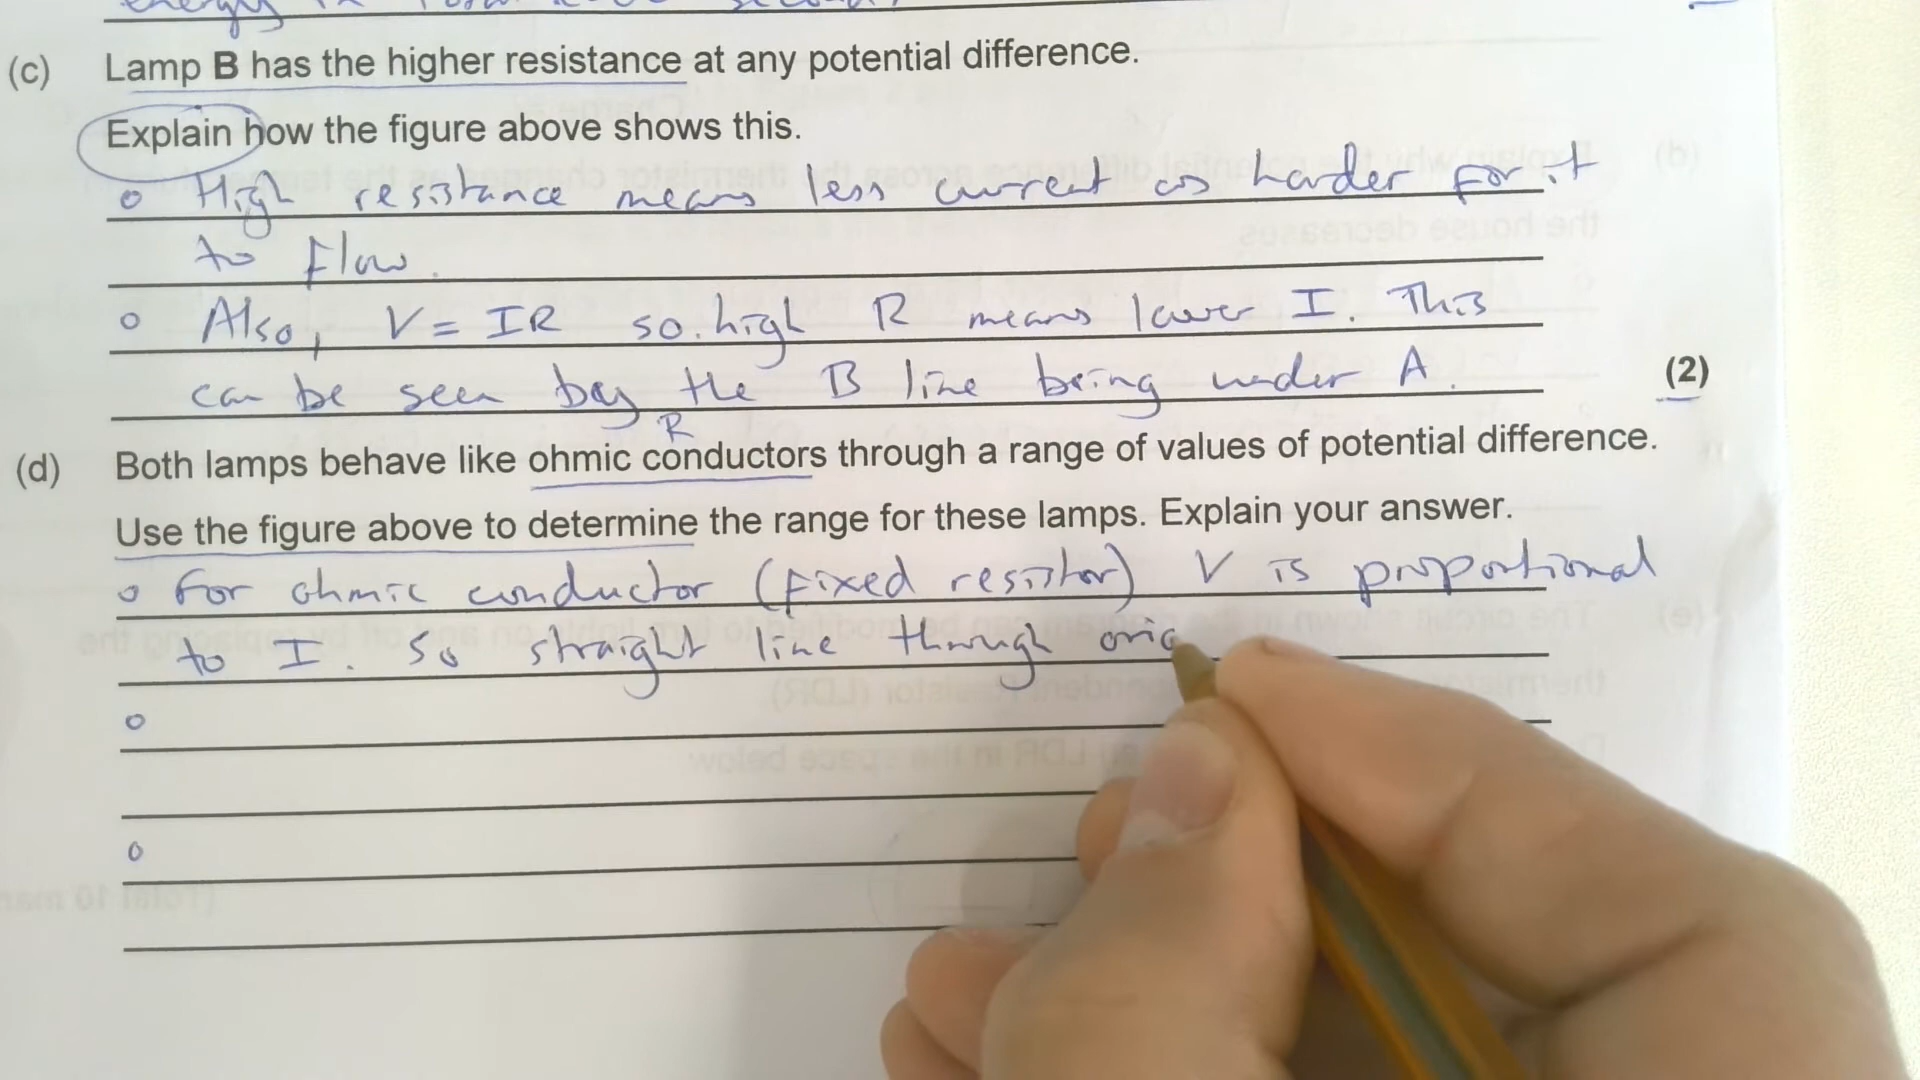 energy
(c) Lamp B has the higher resistance at any potential difference.
Explain how the figure above shows this.
o High resistance means less current as harder for it
to flow.
o Also, V = IR so high R means lower I. This
can be seen by the B line being under A.
(2)
R
(d) Both lamps behave like ohmic conductors through a range of values of potential difference.
Use the figure above to determine the range for these lamps. Explain your answer.
o For ohmic conductor (fixed resistor) V is proportional
to I. So straight line through orig
o
o